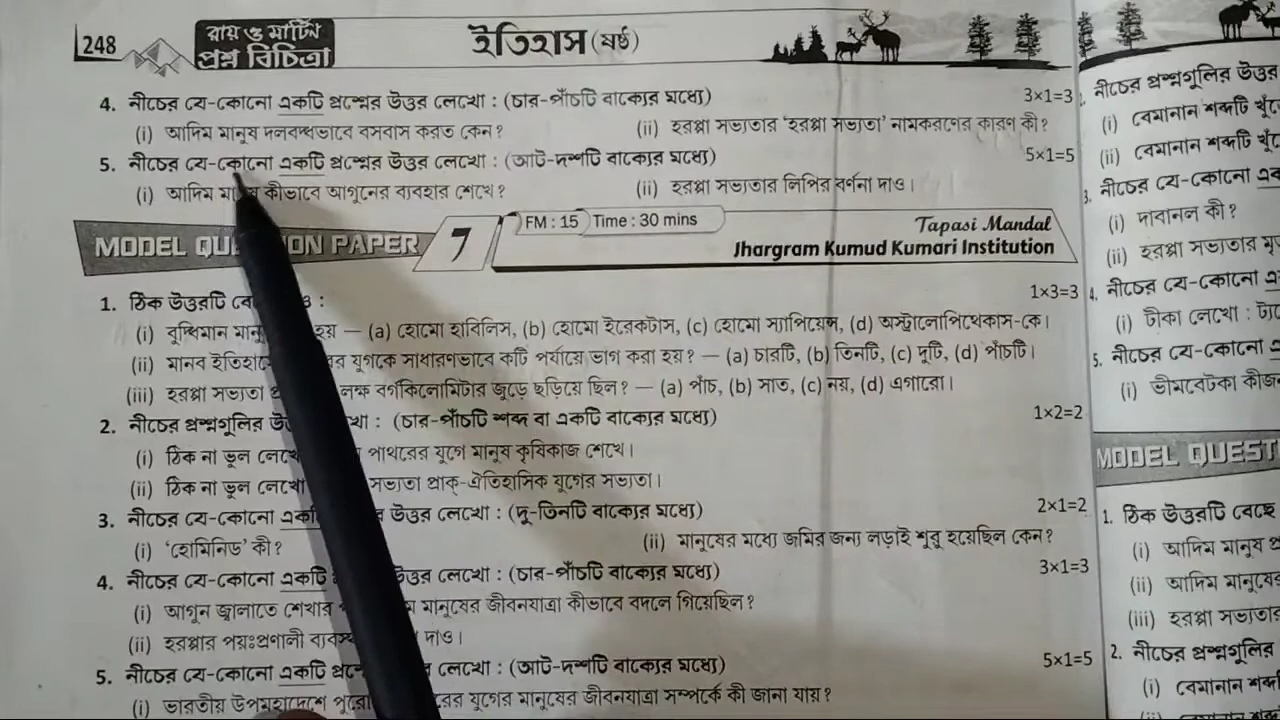 248 রায় ও মার্টিন প্রশ্ন বিচিত্রা ইতিহাস (ষষ্ঠ)
4. নীচের যে-কোনো একটি প্রশ্নের উত্তর লেখো : (চার-পাঁচটি বাক্যের মধ্যে) 3×1=3
(i) আদিম মানুষ দলবদ্ধভাবে বসবাস করত কেন? (ii) হরপ্পা সভ্যতার 'হরপ্পা সভ্যতা' নামকরণের কারণ কী?
5. নীচের যে-কোনো একটি প্রশ্নের উত্তর লেখো : (আট-দশটি বাক্যের মধ্যে) 5×1=5
(i) আদিম কীভাবে আগুনের ব্যবহার শেখে? (ii) হরপ্পা সভ্যতার লিপির বর্ণনা দাও।
MODEL PAPER 7 FM : 15 Time : 30 mins Tapasi Mandal
Jhargram Kumud Kumari Institution
1. ঠিক উত্তরটি : 1×3=3
(i) বুদ্ধিমান হয় — (a) হোমো হাবিলিস, (b) হোমো ইরেকটাস, (c) হোমো স্যাপিয়েন্স, (d) অস্ট্রালোপিথেকাস-কে।
(ii) মানব যুগকে সাধারণভাবে কটি পর্যায়ে ভাগ করা হয়? — (a) চারটি, (b) তিনটি, (c) দুটি, (d) পাঁচটি।
(iii) হরপ্পা সভ্যতা লক্ষ বর্গকিলোমিটার জুড়ে ছড়িয়ে ছিল? — (a) পাঁচ, (b) সাত, (c) নয়, (d) এগারো।
2. নীচের প্রশ্নগুলির : (চার-পাঁচটি শব্দ বা একটি বাক্যের মধ্যে) 1×2=2
(i) ঠিক না ভুল পাথরের যুগে মানুষ কৃষিকাজ শেখে।
(ii) ঠিক না ভুল সভ্যতা প্রাক্-ঐতিহাসিক যুগের সভ্যতা।
3. নীচের যে-কোনো উত্তর লেখো : (দু-তিনটি বাক্যের মধ্যে) 2×1=2
(i) 'হোমিনিড' কী? (ii) মানুষের মধ্যে জমির জন্য লড়াই শুরু হয়েছিল কেন?
4. নীচের যে-কোনো একটি উত্তর লেখো : (চার-পাঁচটি বাক্যের মধ্যে) 3×1=3
(i) আগুন জ্বালাতে শেখার মানুষের জীবনযাত্রা কীভাবে বদলে গিয়েছিল?
(ii) হরপ্পার পয়ঃপ্রণালী দাও।
5. নীচের যে-কোনো একটি লেখো : (আট-দশটি বাক্যের মধ্যে) 5×1=5
(i) ভারতীয় উপমহাদেশে যুগের মানুষের জীবনযাত্রা সম্পর্কে কী জানা যায়?
নীচের প্রশ্নগুলির উত্তর
(i) বেমানান শব্দটি
(ii) বেমানান শব্দটি
3. নীচের যে-কোনো
(i) দাবানল কী?
(ii) হরপ্পা সভ্যতার
4. নীচের যে-কোনো
(i) টীকা লেখো :
5. নীচের যে-কোনো
(i) ভীমবেটকা
MODEL
1. ঠিক উত্তরটি বেছে
(i) আদিম মানুষ
(ii) আদিম মানুষের
(iii) হরপ্পা সভ্যতার
2. নীচের প্রশ্নগুলির
(i) বেমানান